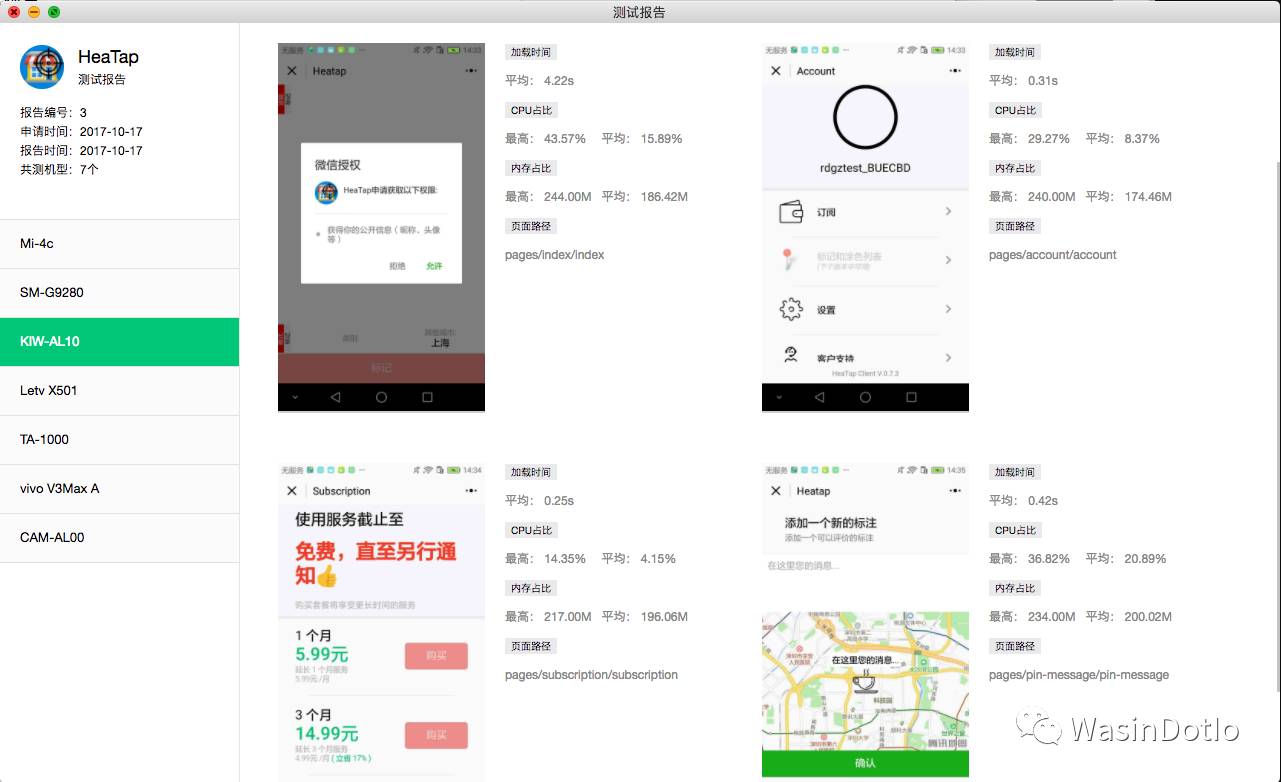 测试报告
HeaTap
测试报告
报告编号：3
申请时间：2017-10-17
报告时间：2017-10-17
共测机型：7个
Mi-4c
SM-G9280
KIW-AL10
Letv X501
TA-1000
vivo V3Max A
CAM-AL00
无服务 14:33
Heatap
微信授权
HeaTap申请获取以下权限:
获得你的公开信息（昵称、头像
等）
拒绝 允许
类别
其他城市:
上海
标记
加载时间
平均： 4.22s
CPU占比
最高： 43.57% 平均： 15.89%
内存占比
最高： 244.00M 平均： 186.42M
页面路径
pages/index/index
无服务 14:33
Account
rdgztest_BUECBD
订阅
标记和涂色列表
设置
客户支持
HeaTap Client V.0.7.3
加载时间
平均： 0.31s
CPU占比
最高： 29.27% 平均： 8.37%
内存占比
最高： 240.00M 平均： 174.46M
页面路径
pages/account/account
无服务 14:34
Subscription
使用服务截止至
免费，直至另行通
知👍
购买套餐将享受更长时间的服务
1 个月
5.99元
延长 1 个月服务
5.99元/月
购买
3 个月
14.99元
延长 3 个月服务
4.99元/月 ( 立省 17% )
购买
加载时间
平均： 0.25s
CPU占比
最高： 14.35% 平均： 4.15%
内存占比
最高： 217.00M 平均： 196.06M
页面路径
pages/subscription/subscription
无服务 14:35
Heatap
添加一个新的标注
添加一个可以评价的标注
在这里您的消息...
在这里您的消息...
科技园
腾讯地图
确认
加载时间
平均： 0.42s
CPU占比
最高： 36.82% 平均： 20.89%
内存占比
最高： 234.00M 平均： 200.02M
页面路径
pages/pin-message/pin-message
WasinDotIo